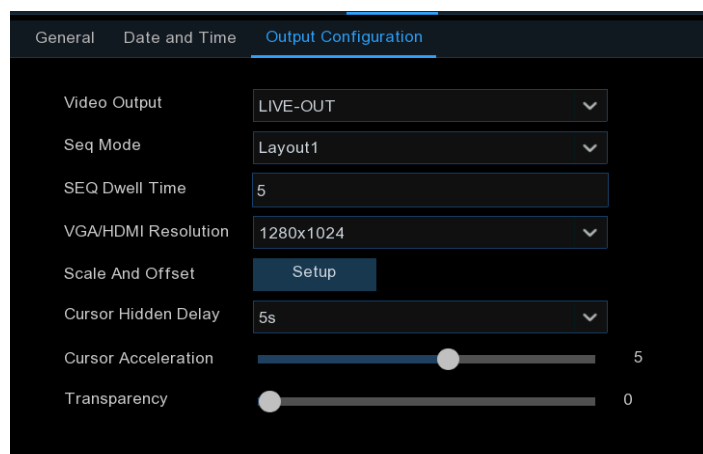 General Date and Time Output Configuration
Video Output LIVE-OUT
Seq Mode Layout1
SEQ Dwell Time 5
VGA/HDMI Resolution 1280x1024
Scale And Offset Setup
Cursor Hidden Delay 5s
Cursor Acceleration 5
Transparency 0